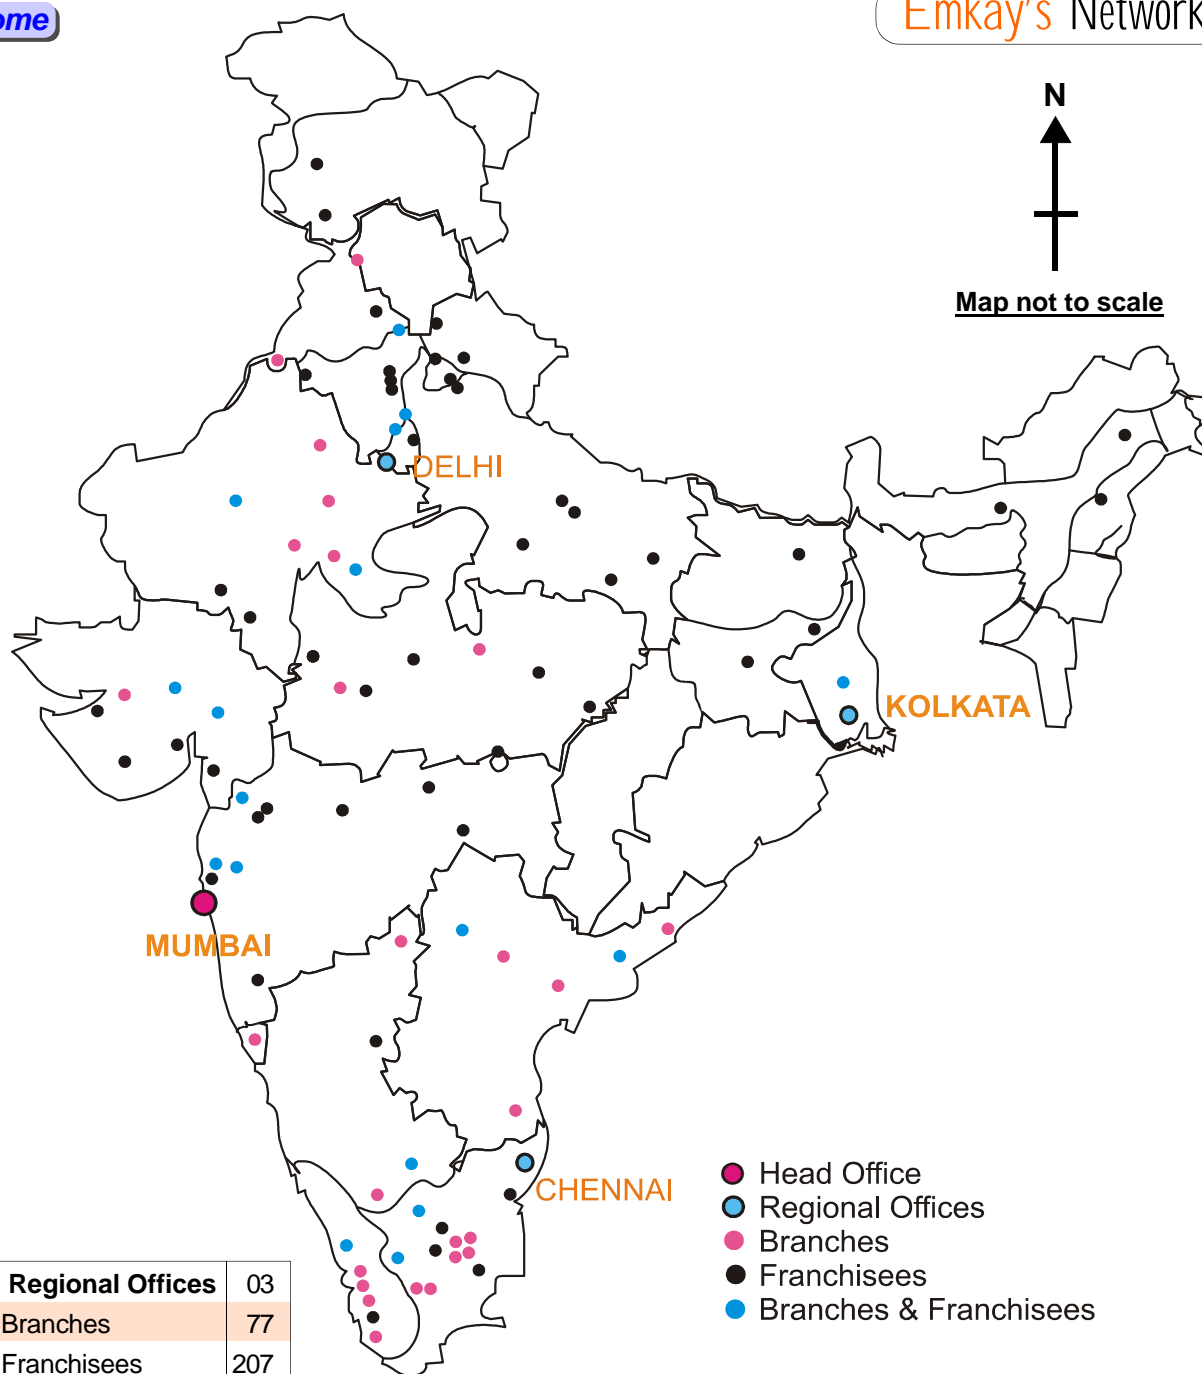 ome
Emkay's Network
N
Map not to scale
DELHI
KOLKATA
MUMBAI
CHENNAI
Head Office
Regional Offices
Branches
Franchisees
Branches & Franchisees
Regional Offices 03
Branches 77
Franchisees 207